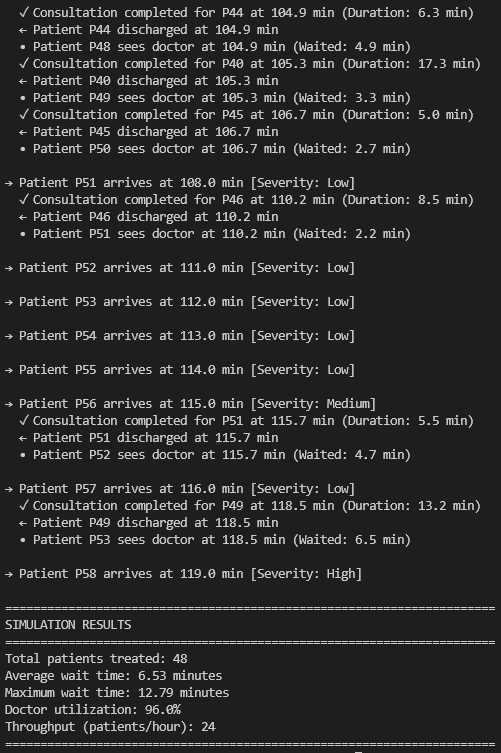 ✓ Consultation completed for P44 at 104.9 min (Duration: 6.3 min)
← Patient P44 discharged at 104.9 min
• Patient P48 sees doctor at 104.9 min (Waited: 4.9 min)
✓ Consultation completed for P40 at 105.3 min (Duration: 17.3 min)
← Patient P40 discharged at 105.3 min
• Patient P49 sees doctor at 105.3 min (Waited: 3.3 min)
✓ Consultation completed for P45 at 106.7 min (Duration: 5.0 min)
← Patient P45 discharged at 106.7 min
• Patient P50 sees doctor at 106.7 min (Waited: 2.7 min)
→ Patient P51 arrives at 108.0 min [Severity: Low]
✓ Consultation completed for P46 at 110.2 min (Duration: 8.5 min)
← Patient P46 discharged at 110.2 min
• Patient P51 sees doctor at 110.2 min (Waited: 2.2 min)
→ Patient P52 arrives at 111.0 min [Severity: Low]
→ Patient P53 arrives at 112.0 min [Severity: Low]
→ Patient P54 arrives at 113.0 min [Severity: Low]
→ Patient P55 arrives at 114.0 min [Severity: Low]
→ Patient P56 arrives at 115.0 min [Severity: Medium]
✓ Consultation completed for P51 at 115.7 min (Duration: 5.5 min)
← Patient P51 discharged at 115.7 min
• Patient P52 sees doctor at 115.7 min (Waited: 4.7 min)
→ Patient P57 arrives at 116.0 min [Severity: Low]
✓ Consultation completed for P49 at 118.5 min (Duration: 13.2 min)
← Patient P49 discharged at 118.5 min
• Patient P53 sees doctor at 118.5 min (Waited: 6.5 min)
→ Patient P58 arrives at 119.0 min [Severity: High]
======================================================================
SIMULATION RESULTS
======================================================================
Total patients treated: 48
Average wait time: 6.53 minutes
Maximum wait time: 12.79 minutes
Doctor utilization: 96.0%
Throughput (patients/hour): 24
======================================================================